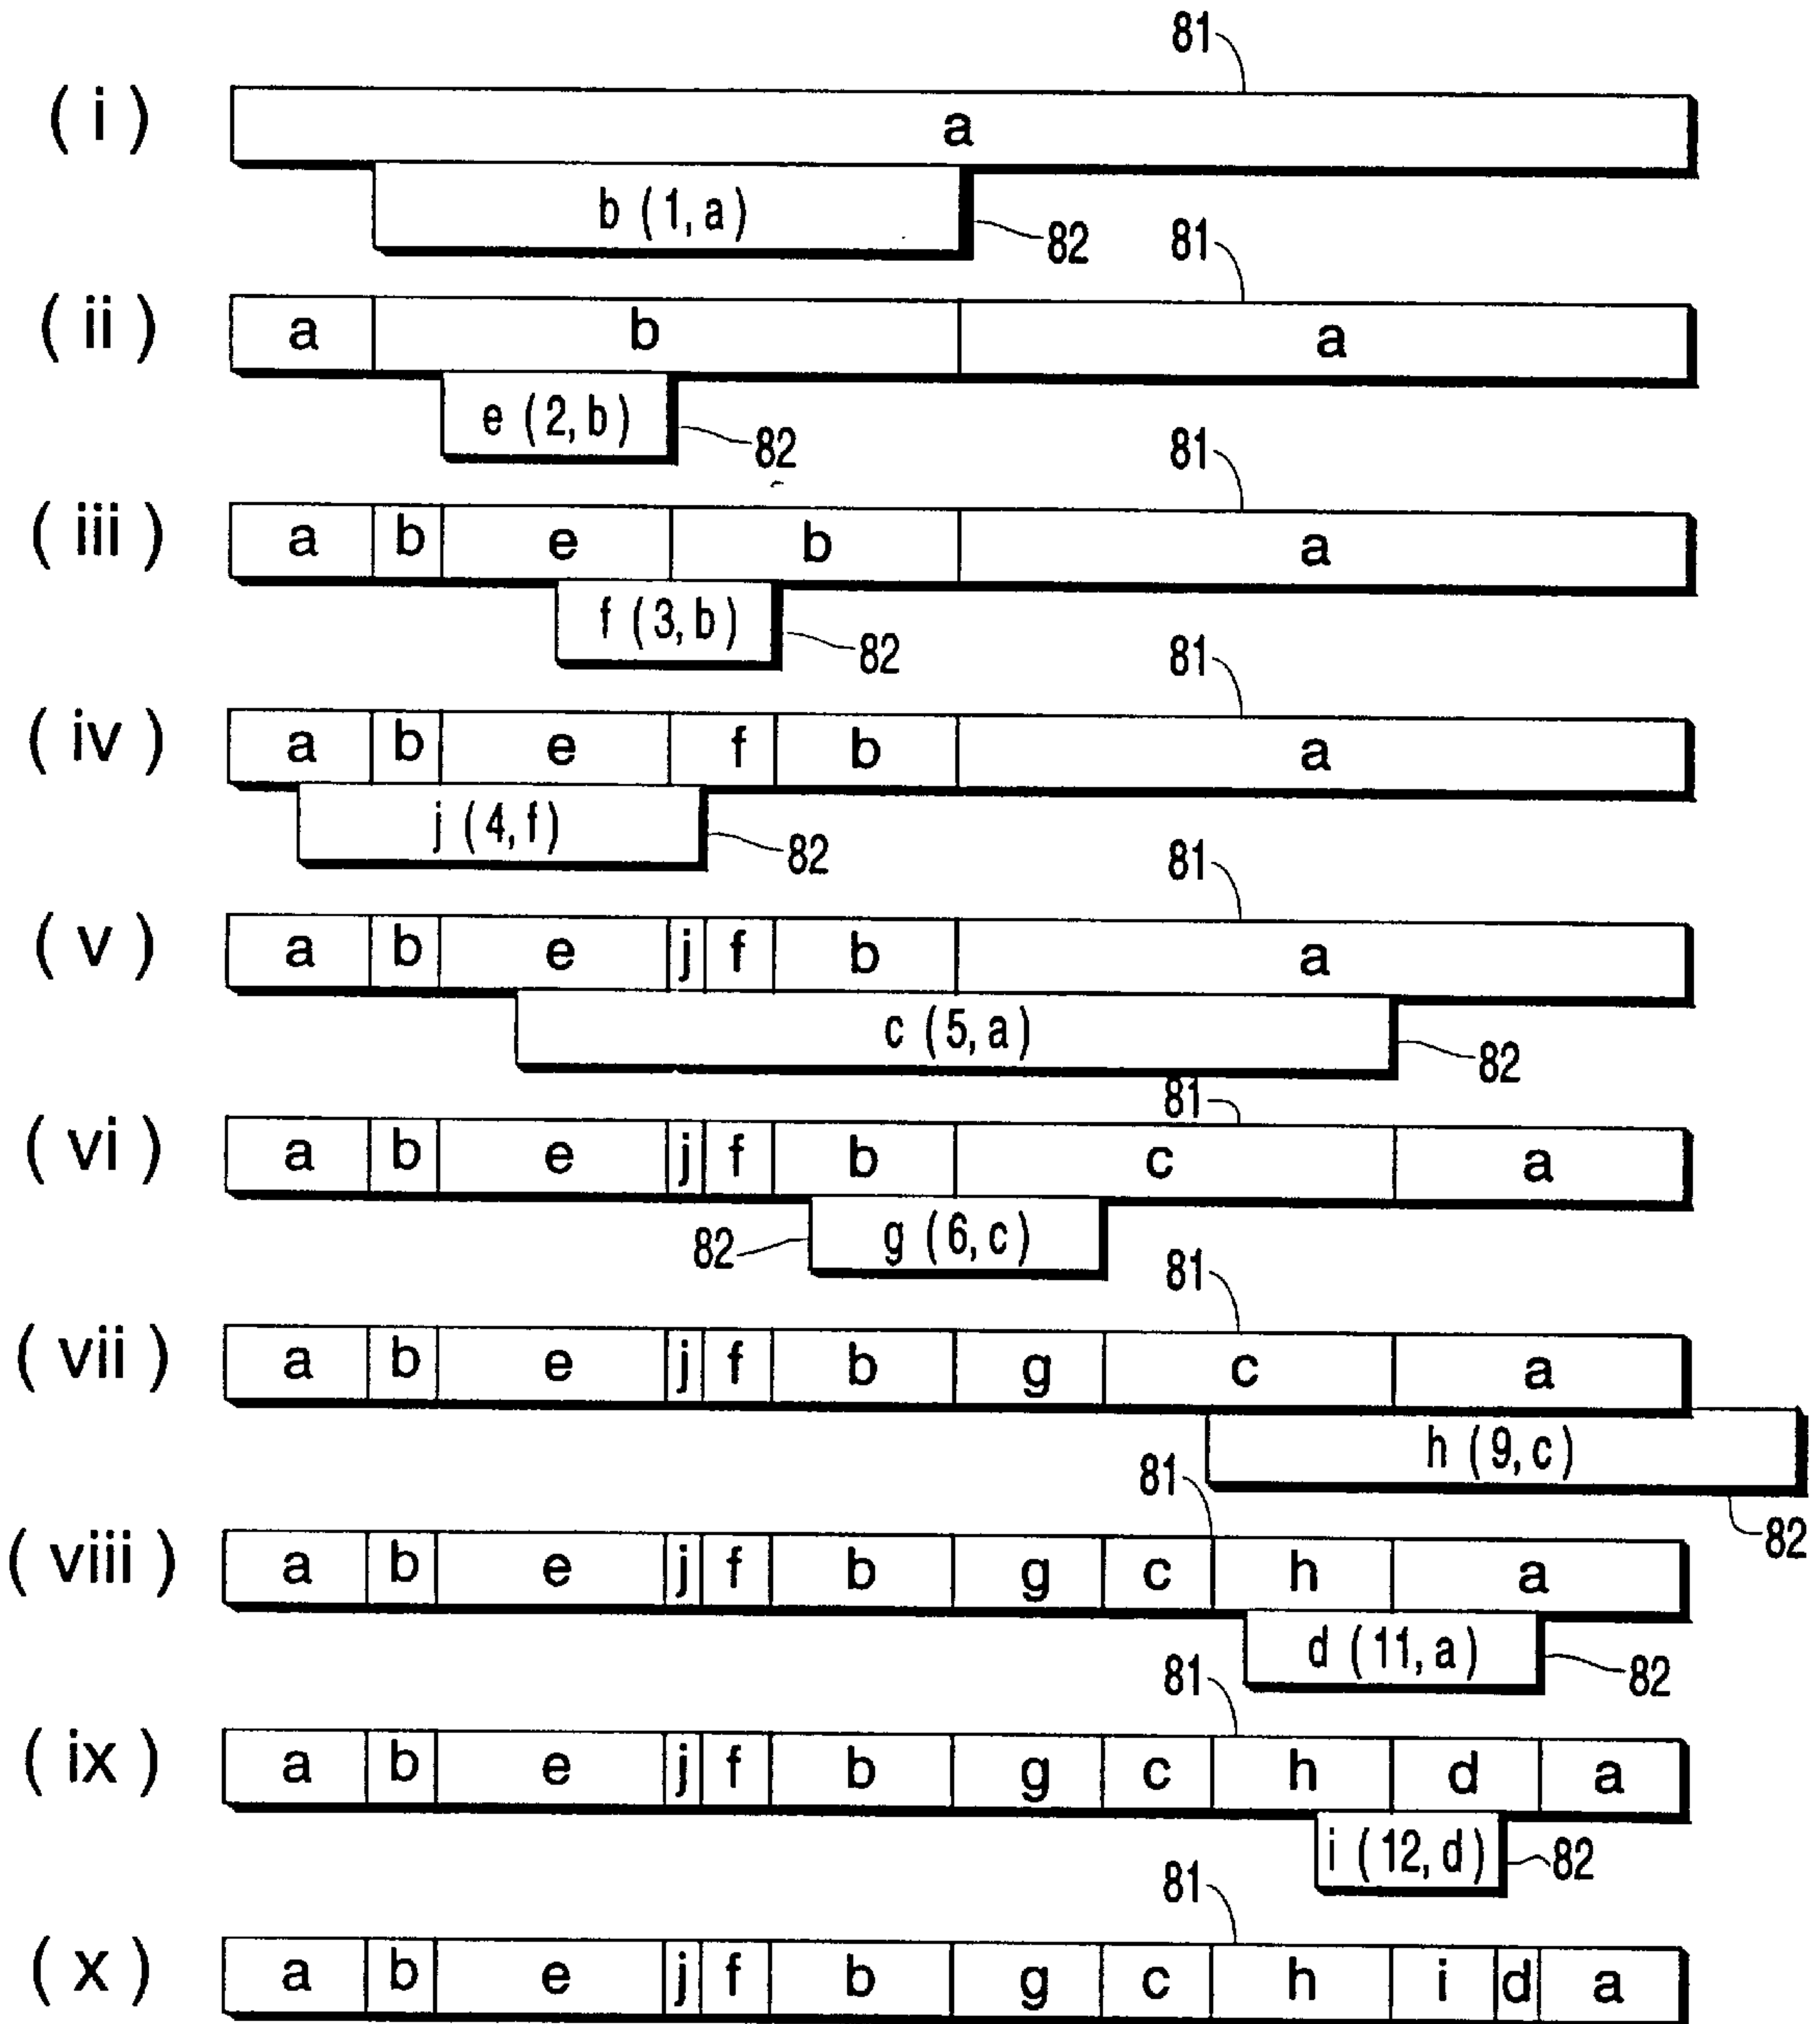 81
( i ) a
b ( 1, a )
82 81
( ii ) a b a
e ( 2, b )
82 81
( iii ) a b e b a
f ( 3, b )
82 81
( iv ) a b e f b a
j ( 4, f )
82 81
( v ) a b e j f b a
c ( 5, a )
82
81
( vi ) a b e j f b c a
82 g ( 6, c )
81
( vii ) a b e j f b g c a
h ( 9, c )
81
82
( viii ) a b e j f b g c h a
d ( 11, a )
82
81
( ix ) a b e j f b g c h d a
i ( 12, d ) 82
81
( x ) a b e j f b g c h i d a